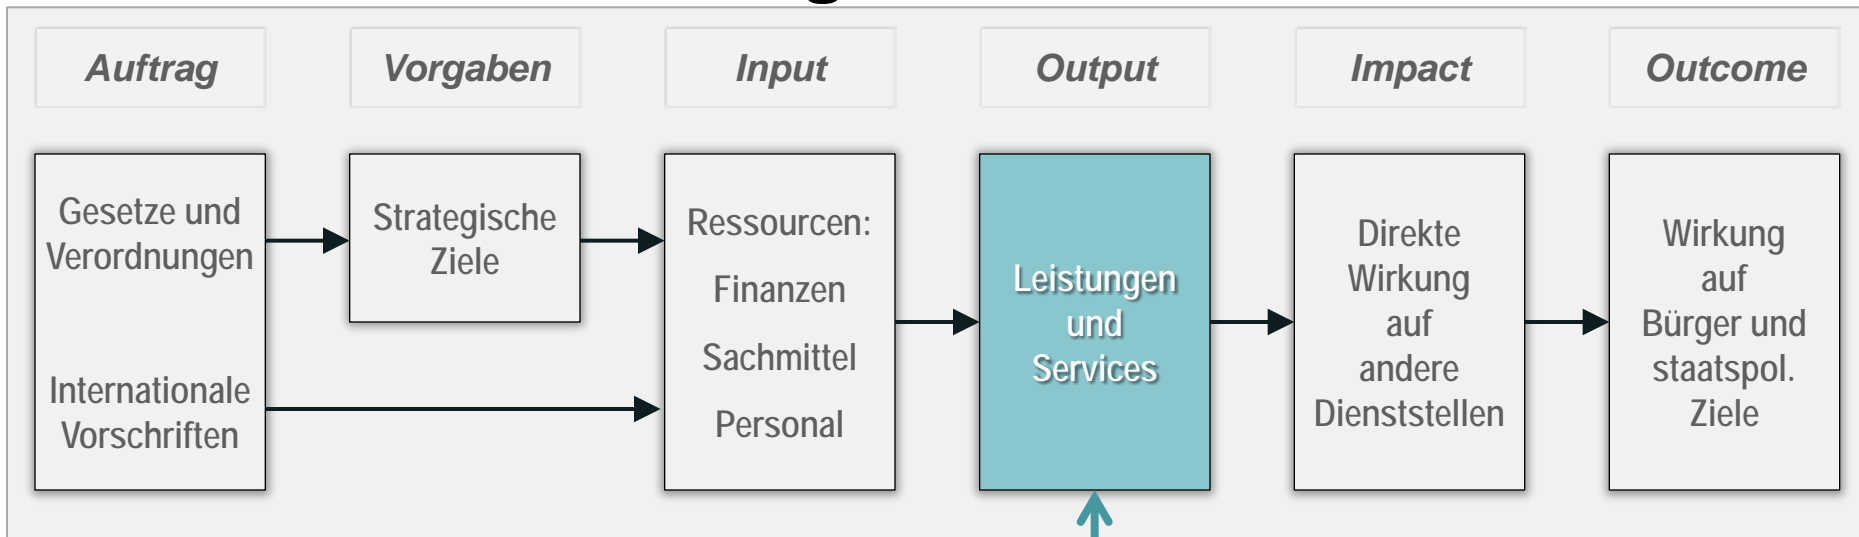 Auftrag
Vorgaben
Input
Output
Impact
Outcome
Gesetze und
Verordnungen
Internationale
Vorschriften
Strategische
Ziele
Ressourcen:
Finanzen
Sachmittel
Personal
Leistungen
und
Services
Direkte
Wirkung
auf
andere
Dienststellen
Wirkung
auf
Bürger und
staatspol.
Ziele